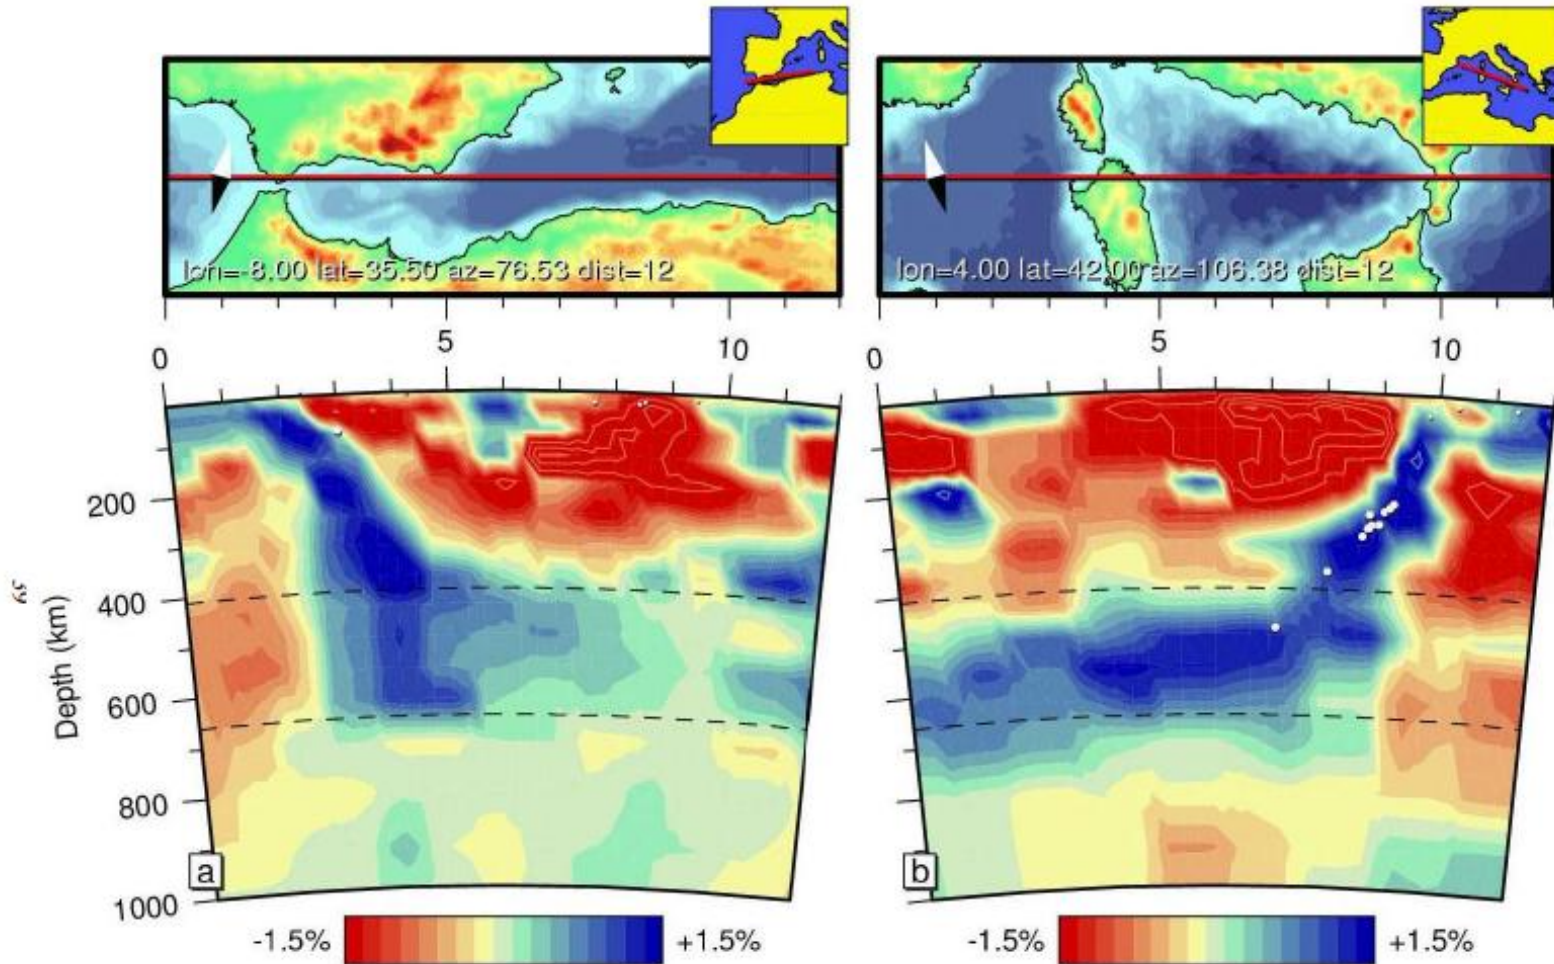 lon=-8.00 lat=35.50 az=76.53 dist=12
lon=4.00 lat=42.00 az=106.38 dist=12
0 5 10
0 5 10
Depth (km)
200
400
600
800
1000
a
b
-1.5% +1.5%
-1.5% +1.5%